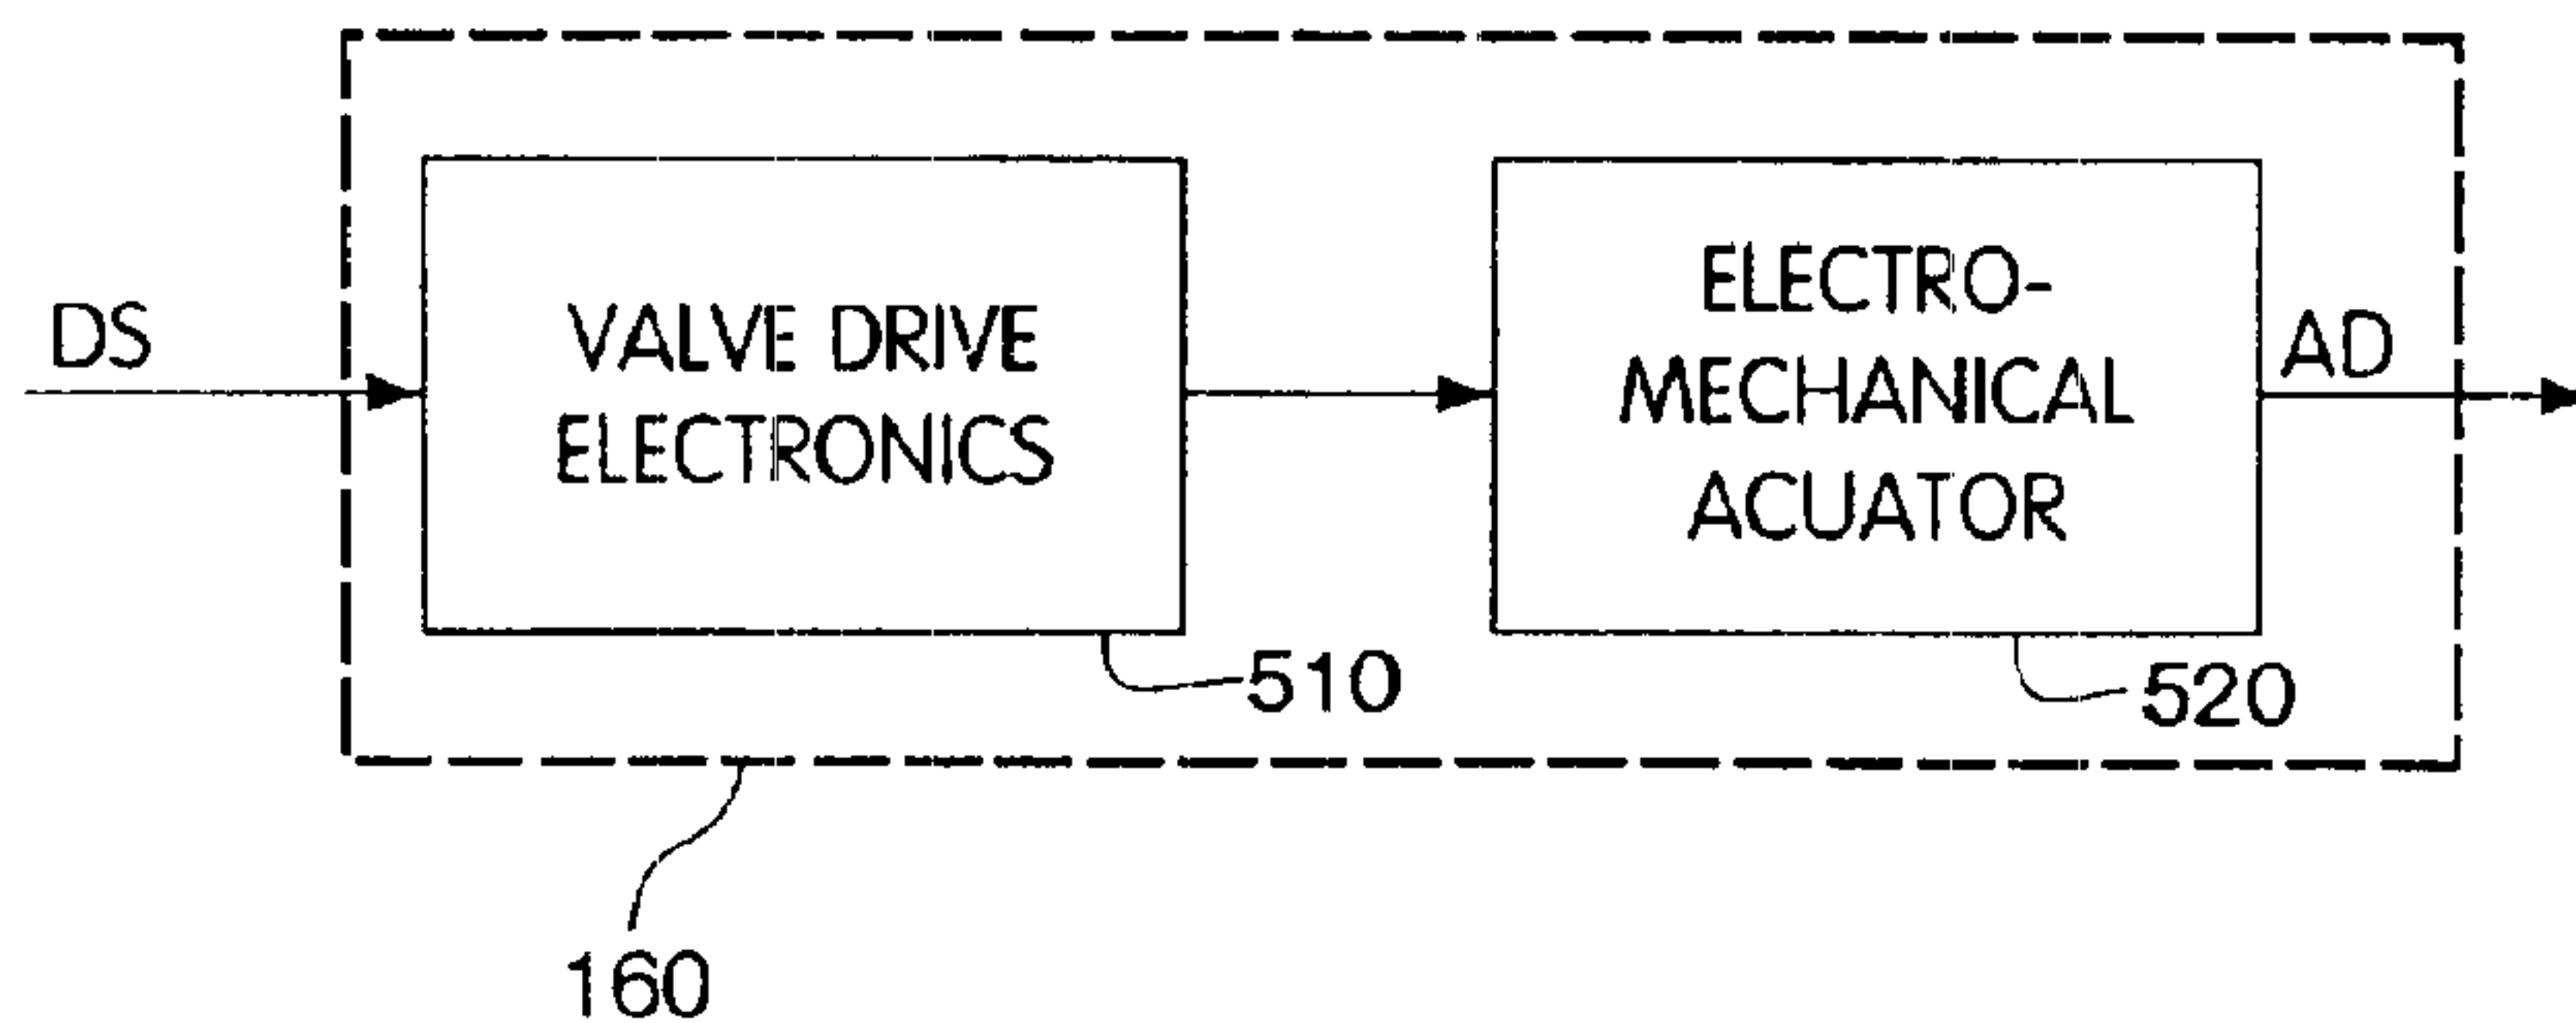 DS
VALVE DRIVE
ELECTRONICS
510
ELECTRO-
MECHANICAL
ACUATOR
520
AD
160